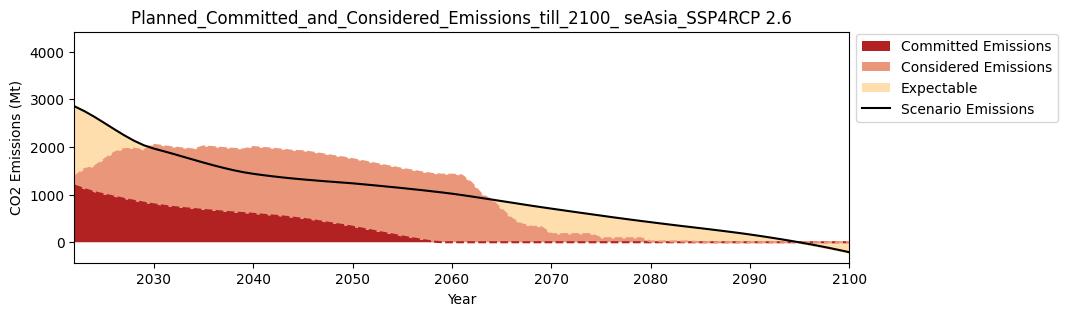 Planned_Committed_and_Considered_Emissions_till_2100_ seAsia_SSP4RCP 2.6
4000
3000
2000
1000
0
CO2 Emissions (Mt)
2030 2040 2050 2060 2070 2080 2090 2100
Year
Committed Emissions
Considered Emissions
Expectable
Scenario Emissions